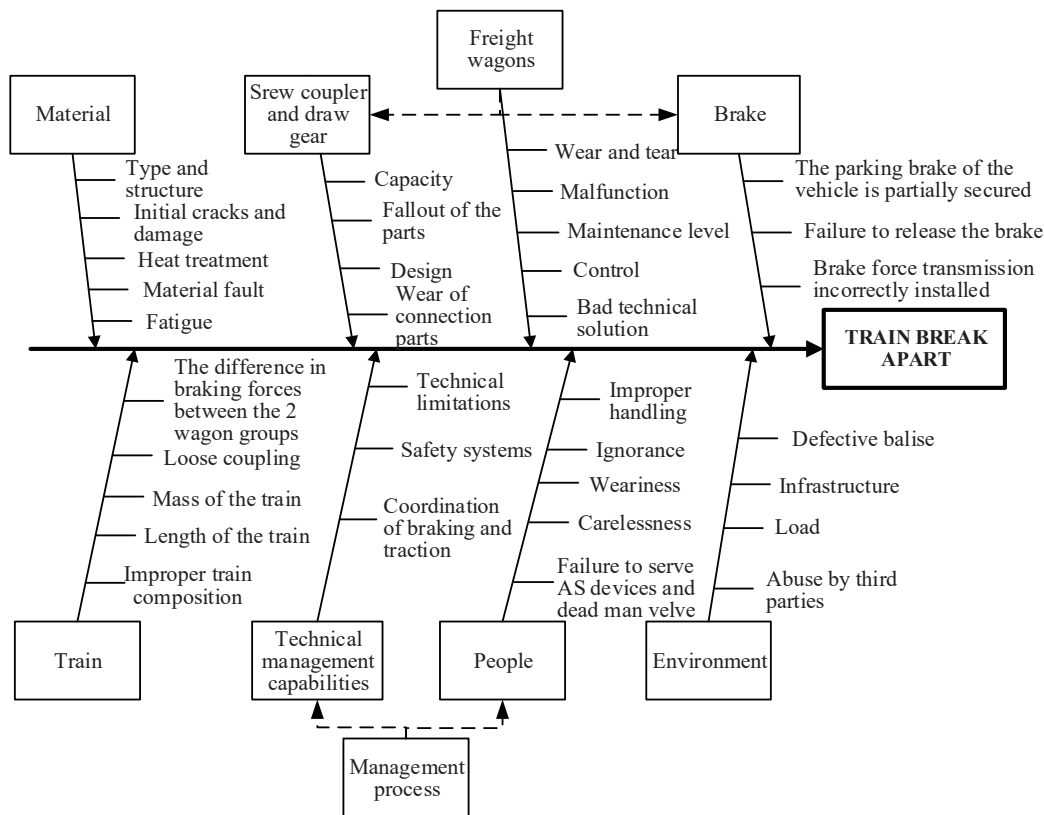 Freight
wagons
Material
Srew coupler
and draw
gear
Brake
Type and
structure
Initial cracks and
damage
Heat treatment
Material fault
Fatigue
Capacity
Fallout of the
parts
Design
Wear of
connection
parts
Wear and tear
Malfunction
Maintenance level
Control
Bad technical
solution
The parking brake of the
vehicle is partially secured
Failure to release the brake
Brake force transmission
incorrectly installed
TRAIN BREAK
APART
The difference in
braking forces
between the 2
wagon groups
Loose coupling
Mass of the train
Length of the train
Improper train
composition
Technical
limitations
Safety systems
Coordination
of braking and
traction
Improper
handling
Ignorance
Weariness
Carelessness
Failure to serve
AS devices and
dead man velve
Defective balise
Infrastructure
Load
Abuse by third
parties
Train
Technical
management
capabilities
People
Environment
Management
process